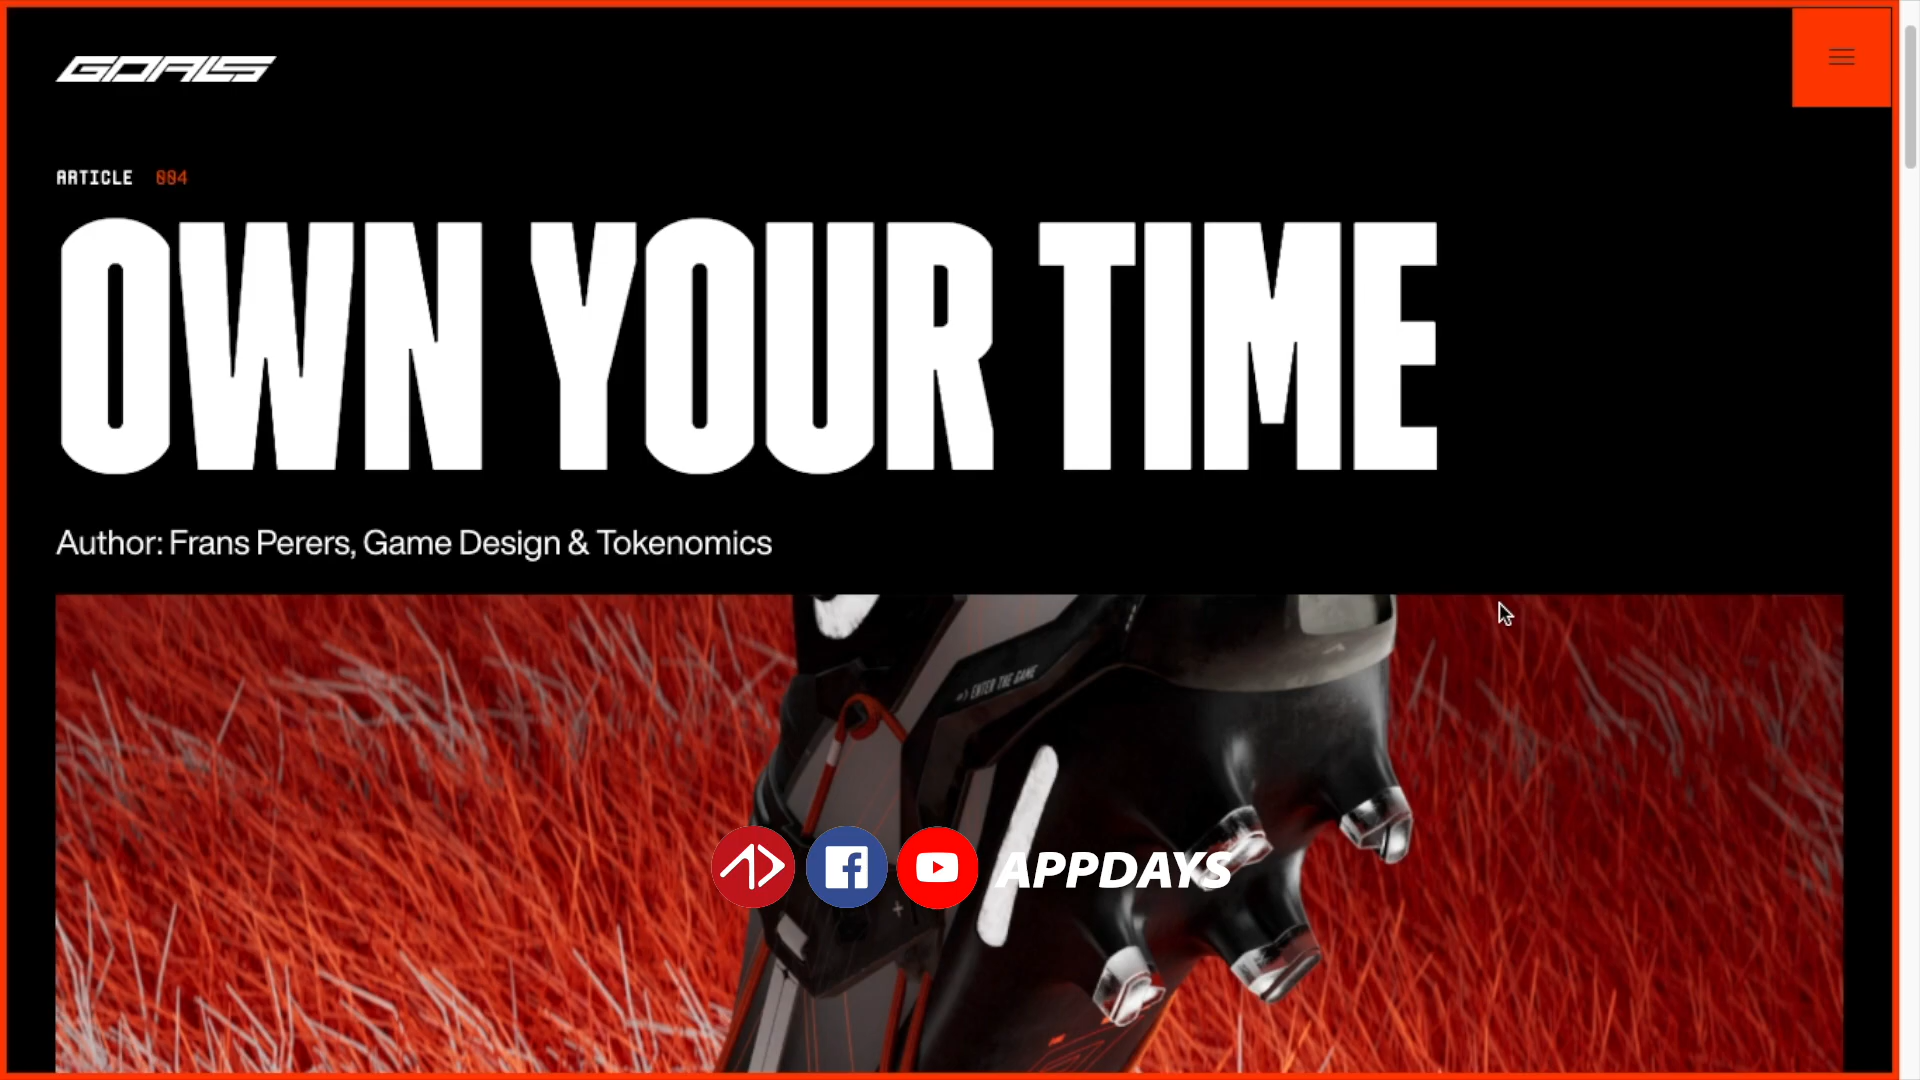 GOALS
ARTICLE 004
OWN YOUR TIME
Author: Frans Perers, Game Design & Tokenomics
=> ENTER THE GAME
APPDAYS